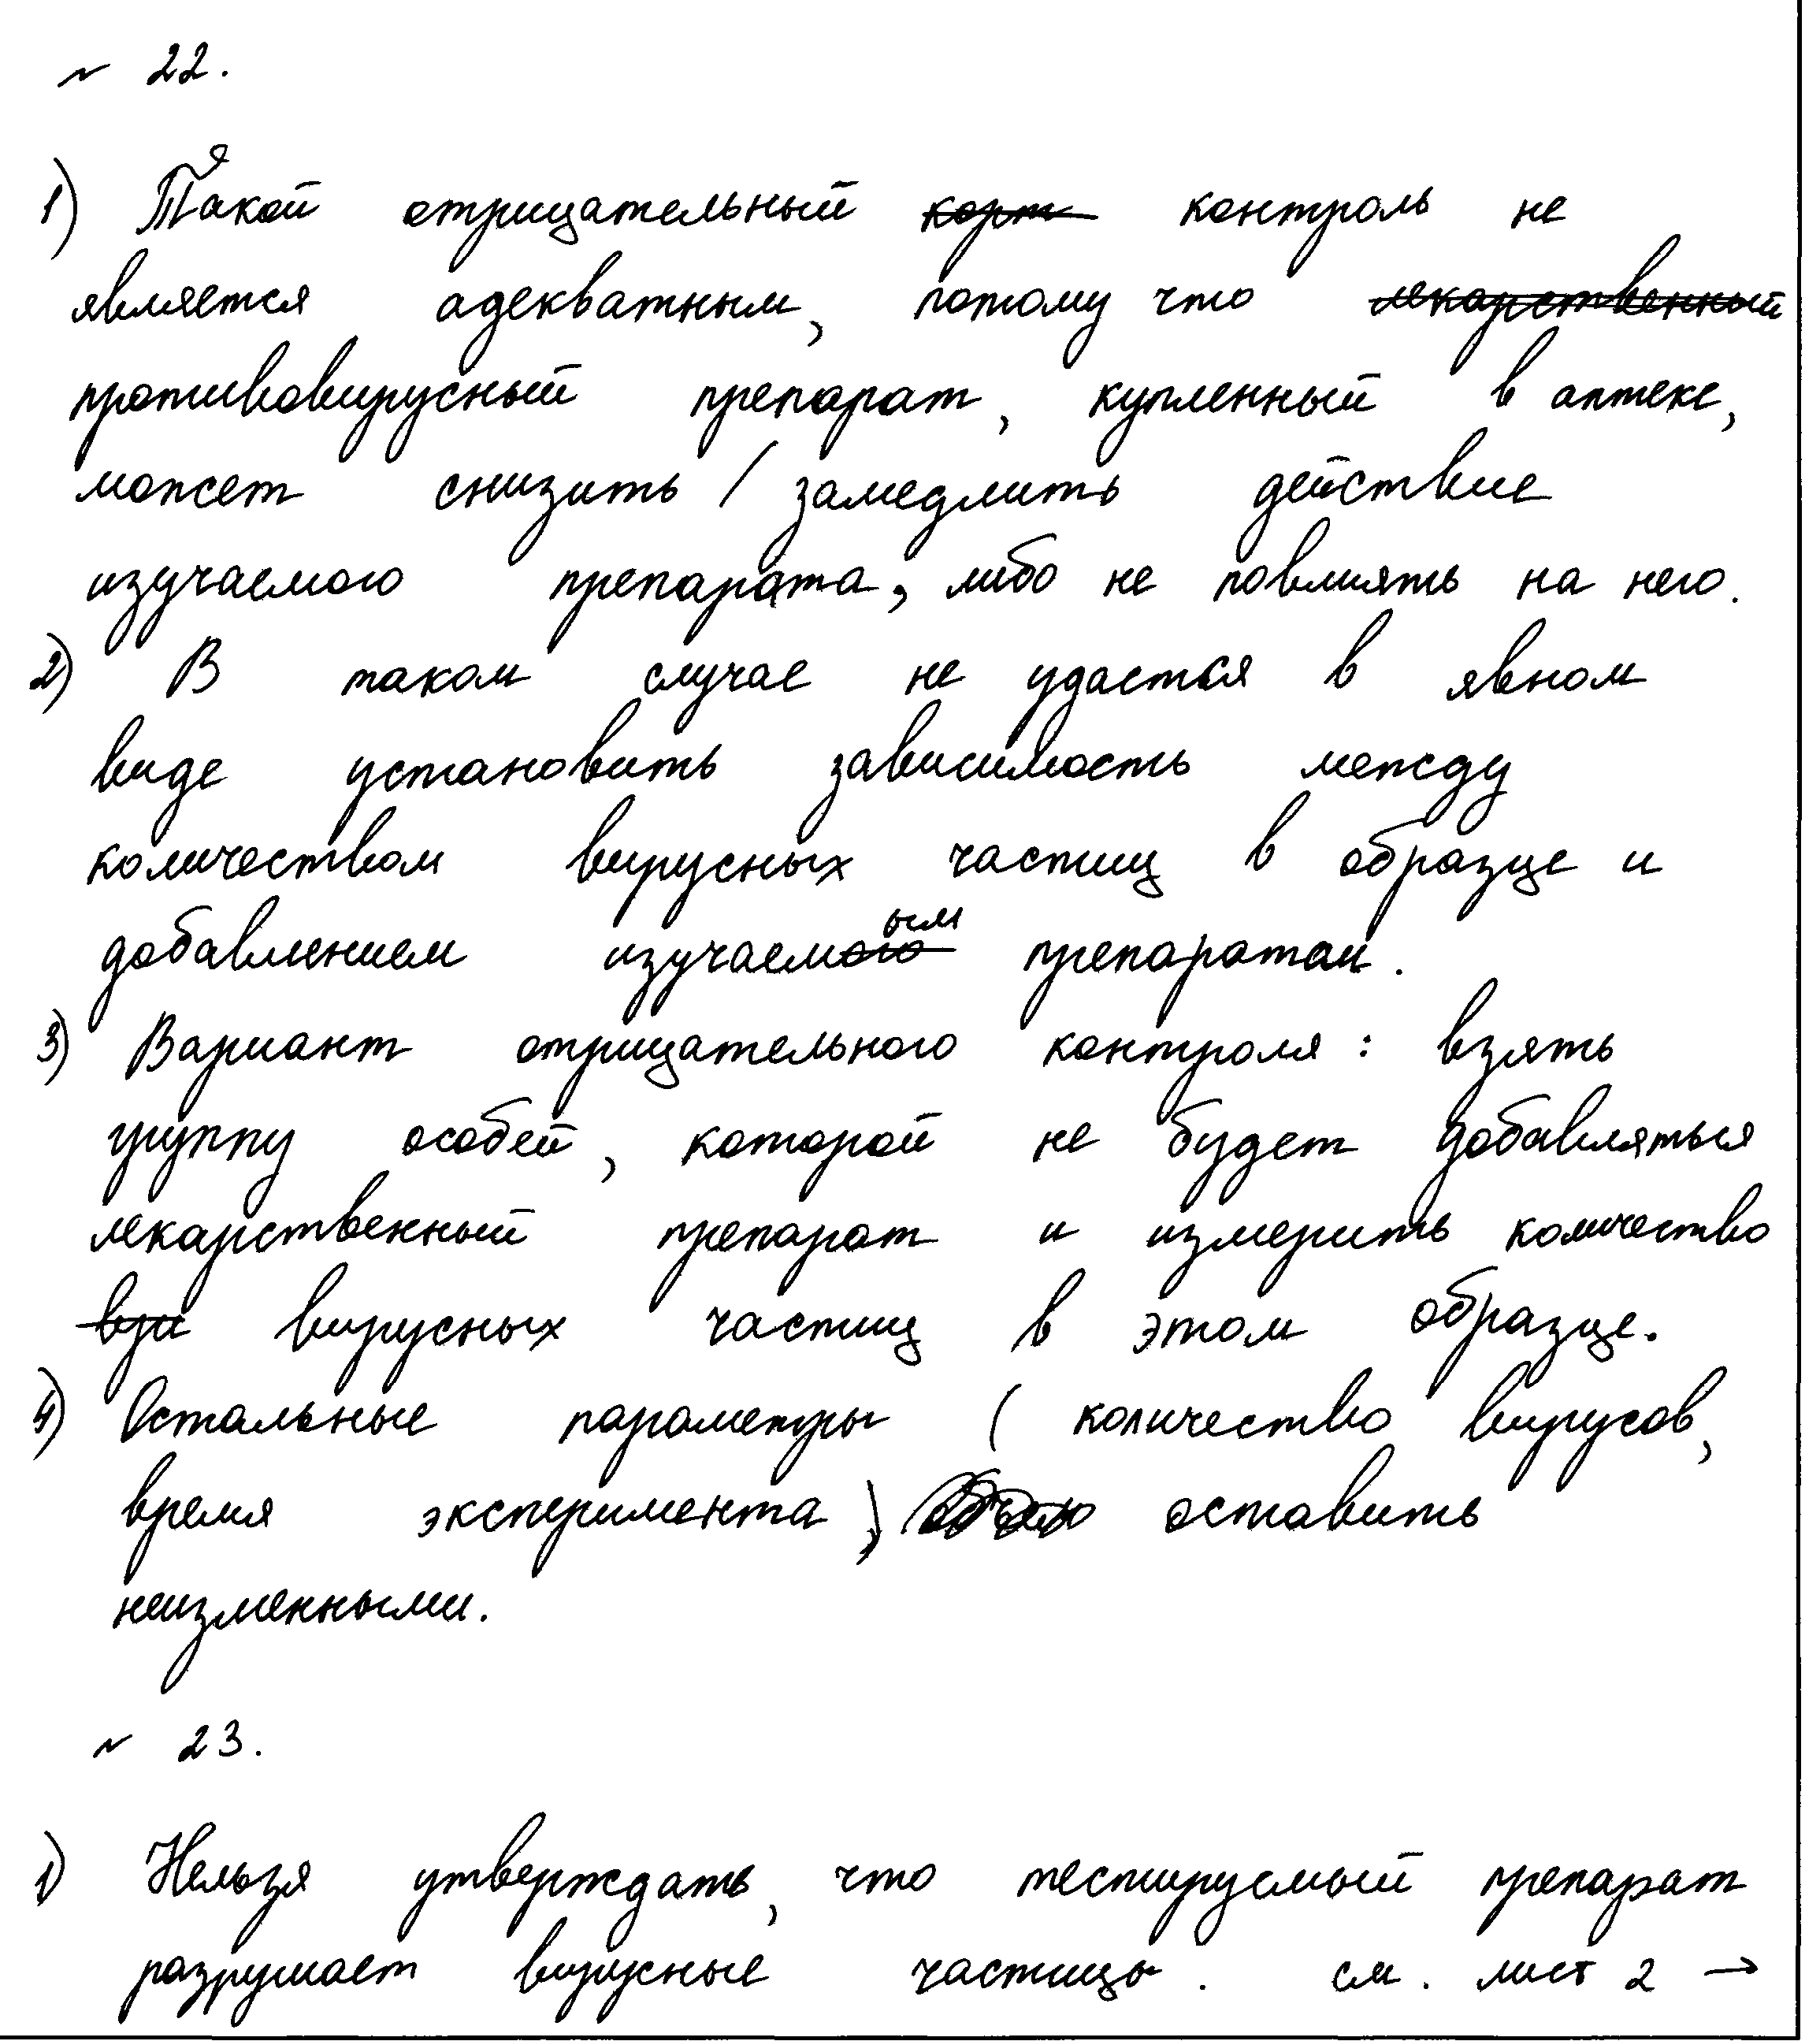 № 22.
1) Такой отрицательный корт контроль не
является адекватным, потому что лекарственный
противовирусный препарат, купленный в аптеке,
может снизить / замедлить действие
изучаемого препарата, либо не повлиять на него.
2) В таком случае не удастся в явном
виде установить зависимость между
количеством вирусных частиц в образце и
добавлением изучаемого ым препаратам.
3) Вариант отрицательного контроля: взять
группу особей, которой не будет добавляться
лекарственный препарат и измерить количество
ври вирусных частиц в этом образце.
4) Остальные параметры ( количество вирусов,
время эксперимента), оставить
неизменными.
№ 23.
1) Нельзя утверждать, что тестируемый препарат
разрушает вирусные частицы. см. лист 2 →